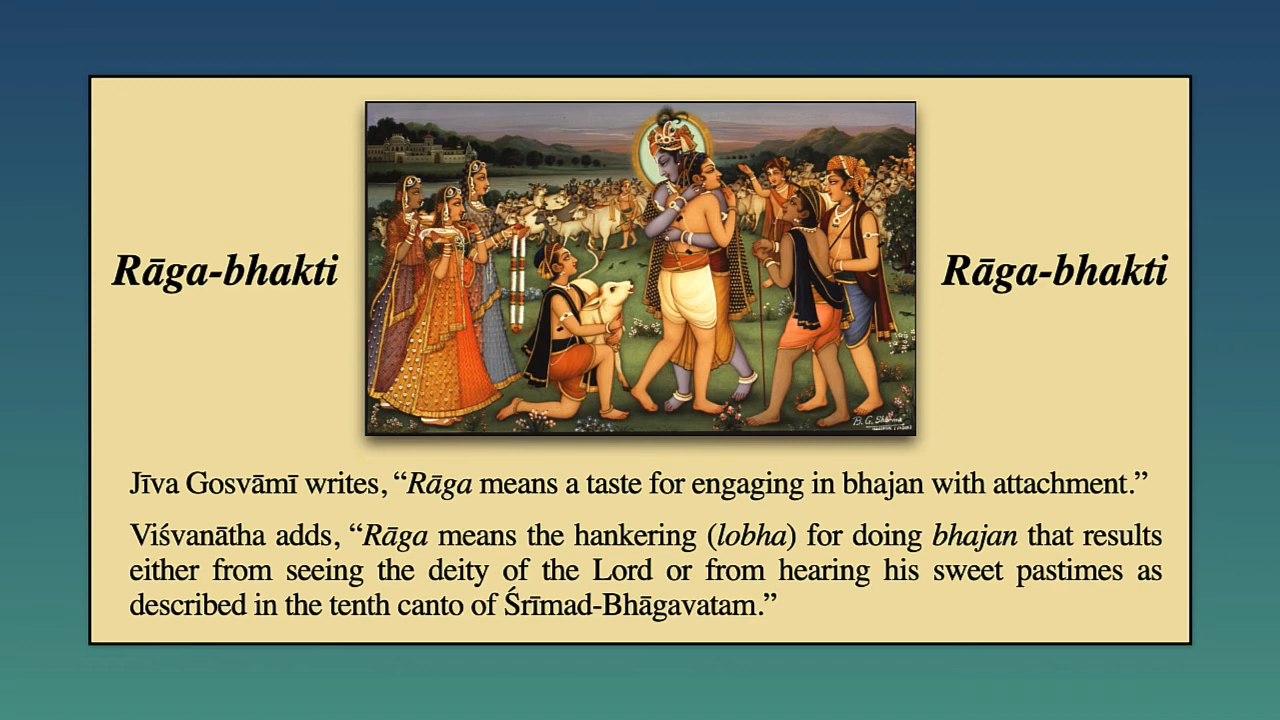 Rāga-bhakti
Rāga-bhakti
B. G. Sharma
Jīva Gosvāmī writes, “Rāga means a taste for engaging in bhajan with attachment.”
Viśvanātha adds, “Rāga means the hankering (lobha) for doing bhajan that results
either from seeing the deity of the Lord or from hearing his sweet pastimes as
described in the tenth canto of Śrīmad-Bhāgavatam.”